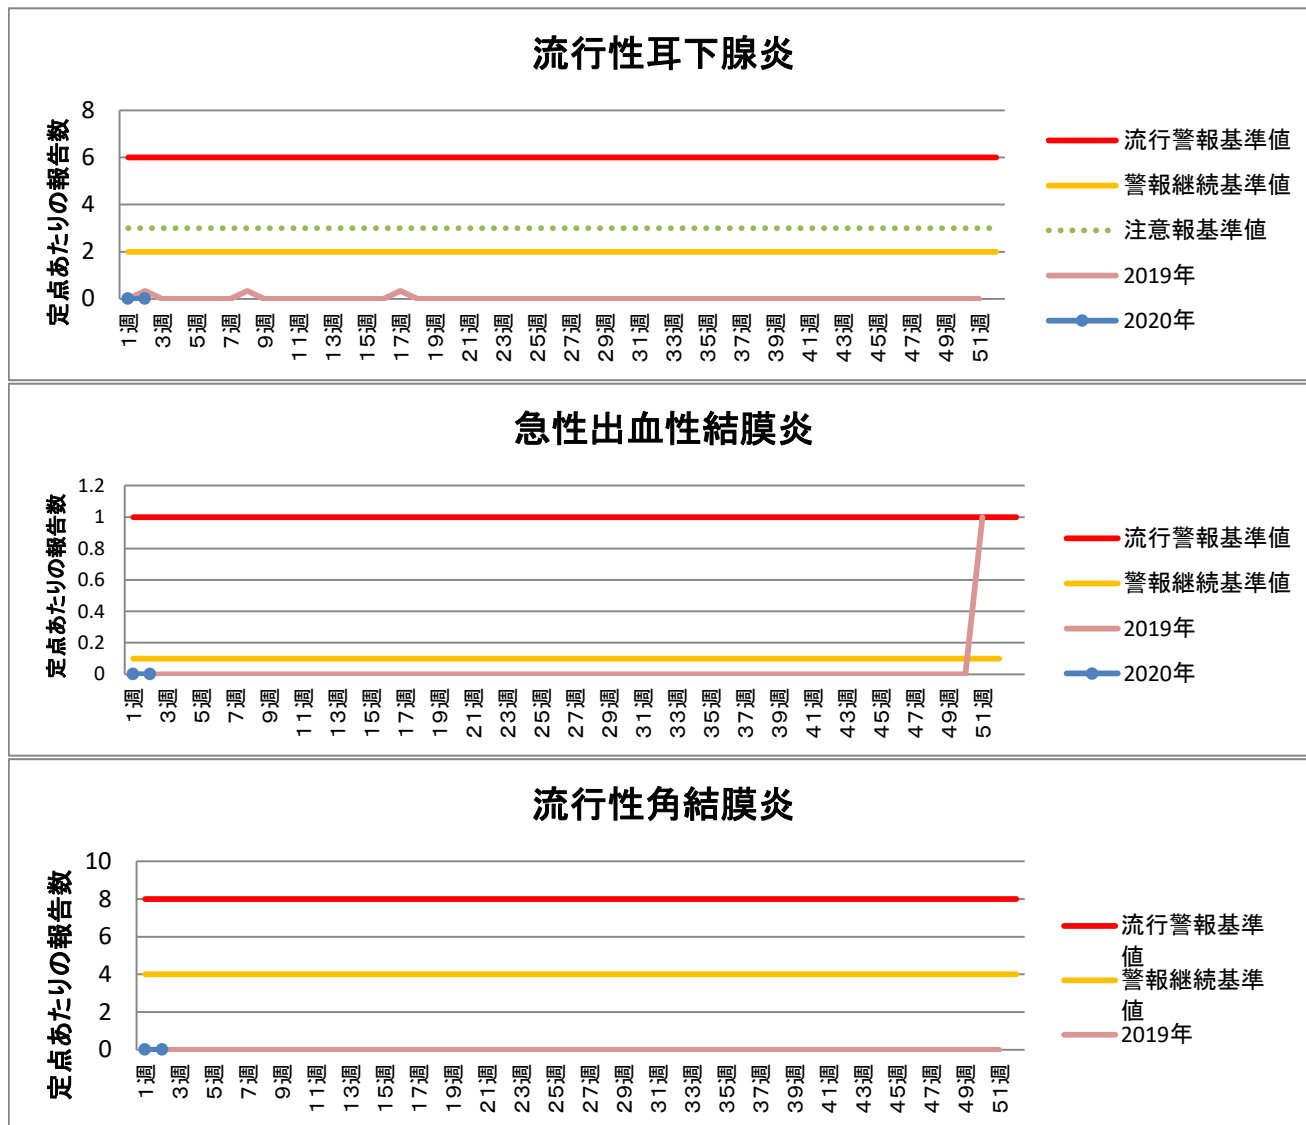 流行性耳下腺炎
定点あたりの報告数
8
6
4
2
0
1週 3週 5週 7週 9週 11週 13週 15週 17週 19週 21週 23週 25週 27週 29週 31週 33週 35週 37週 39週 41週 43週 45週 47週 49週 51週
流行警報基準値
警報継続基準値
注意報基準値
2019年
2020年
急性出血性結膜炎
定点あたりの報告数
1.2
1
0.8
0.6
0.4
0.2
0
1週 3週 5週 7週 9週 11週 13週 15週 17週 19週 21週 23週 25週 27週 29週 31週 33週 35週 37週 39週 41週 43週 45週 47週 49週 51週
流行警報基準値
警報継続基準値
2019年
2020年
流行性角結膜炎
定点あたりの報告数
10
8
6
4
2
0
1週 3週 5週 7週 9週 11週 13週 15週 17週 19週 21週 23週 25週 27週 29週 31週 33週 35週 37週 39週 41週 43週 45週 47週 49週 51週
流行警報基準
値
警報継続基準
値
2019年